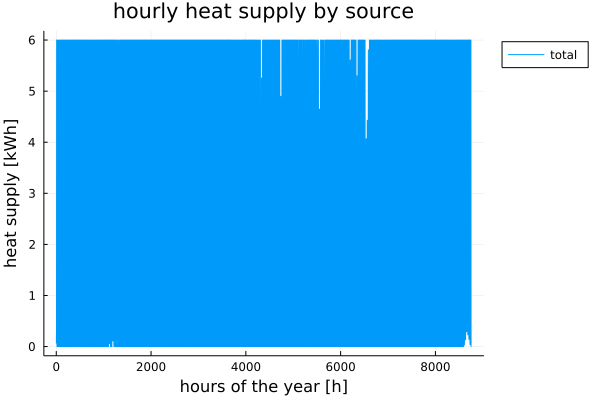 hourly heat supply by source
total
heat supply [kWh]
6
5
4
3
2
1
0
0 2000 4000 6000 8000
hours of the year [h]